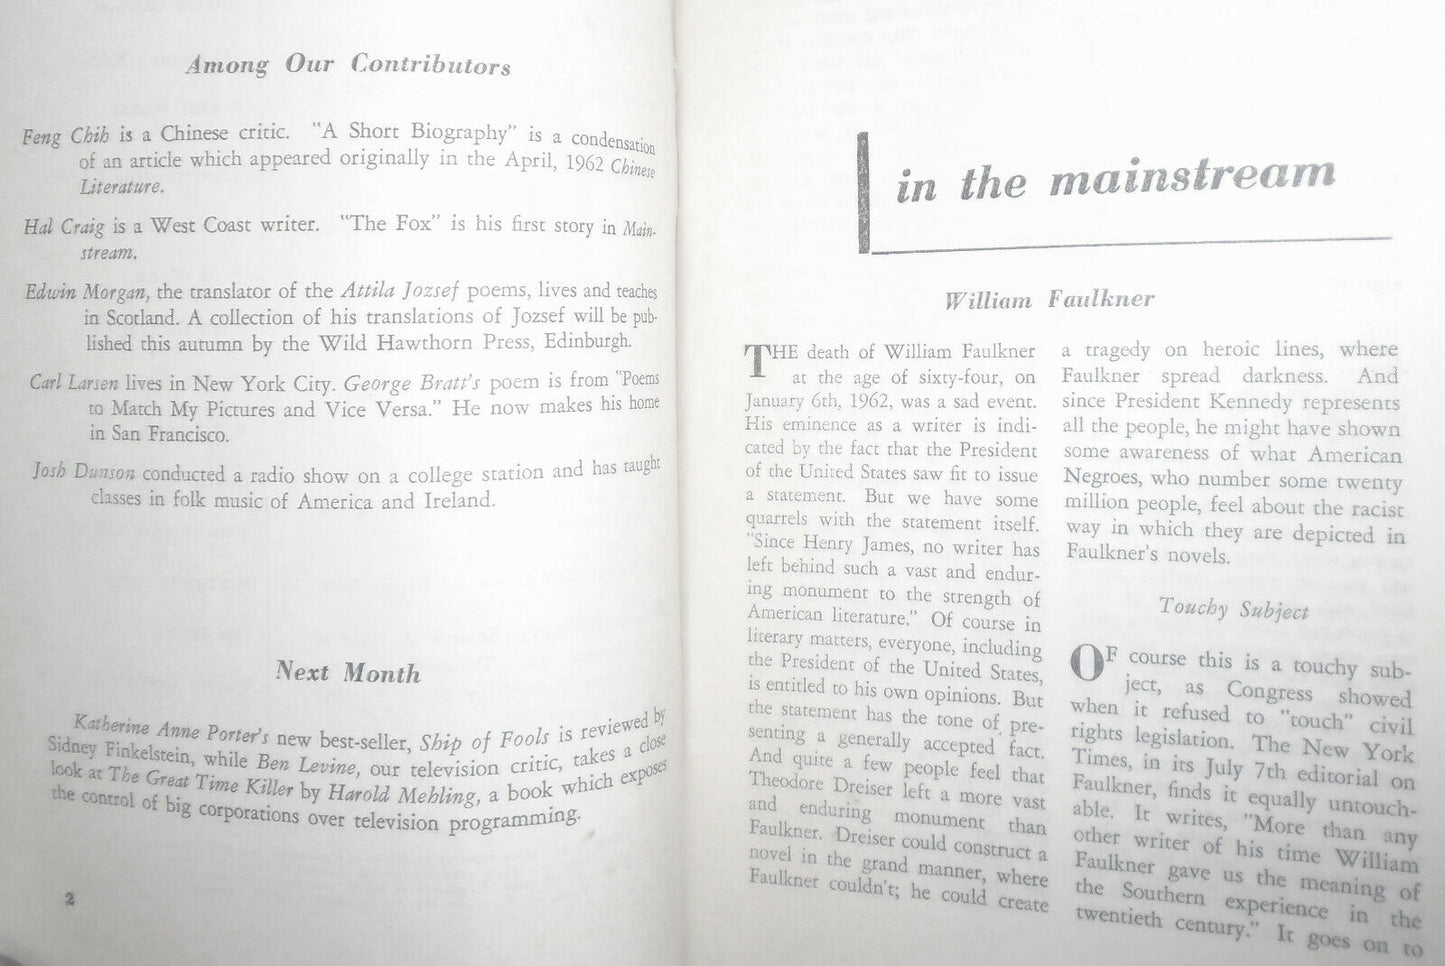 Among Our Contributors
Feng Chih is a Chinese critic. "A Short Biography" is a condensation
of an article which appeared originally in the April, 1962 Chinese
Literature.
Hal Craig is a West Coast writer. "The Fox" is his first story in Main-
stream.
Edwin Morgan, the translator of the Attila Jozsef poems, lives and teaches
in Scotland. A collection of his translations of Jozsef will be pub-
lished this autumn by the Wild Hawthorn Press, Edinburgh.
Carl Larsen lives in New York City. George Bratt's poem is from "Poems
to Match My Pictures and Vice Versa." He now makes his home
in San Francisco.
Josh Dunson conducted a radio show on a college station and has taught
classes in folk music of America and Ireland.
Next Month
Katherine Anne Porter's new best-seller, Ship of Fools is reviewed by
Sidney Finkelstein, while Ben Levine, our television critic, takes a close
look at The Great Time Killer by Harold Mehling, a book which exposes
the control of big corporations over television programming.
2
in the mainstream
William Faulkner
THE death of William Faulkner
at the age of sixty-four, on
January 6th, 1962, was a sad event.
His eminence as a writer is indi-
cated by the fact that the President
of the United States saw fit to issue
a statement. But we have some
quarrels with the statement itself.
"Since Henry James, no writer has
left behind such a vast and endur-
ing monument to the strength of
American literature." Of course in
literary matters, everyone, including
the President of the United States,
is entitled to his own opinions. But
the statement has the tone of pre-
senting a generally accepted fact.
And quite a few people feel that
Theodore Dreiser left a more vast
and enduring monument than
Faulkner. Dreiser could construct a
novel in the grand manner, where
Faulkner couldn't; he could create
a tragedy on heroic lines, where
Faulkner spread darkness. And
since President Kennedy represents
all the people, he might have shown
some awareness of what American
Negroes, who number some twenty
million people, feel about the racist
way in which they are depicted in
Faulkner's novels.
Touchy Subject
OF course this is a touchy sub-
ject, as Congress showed
when it refused to "touch" civil
rights legislation. The New York
Times, in its July 7th editorial on
Faulkner, finds it equally untouch-
able. It writes, "More than any
other writer of his time William
Faulkner gave us the meaning of
the Southern experience in the
twentieth century." It goes on to